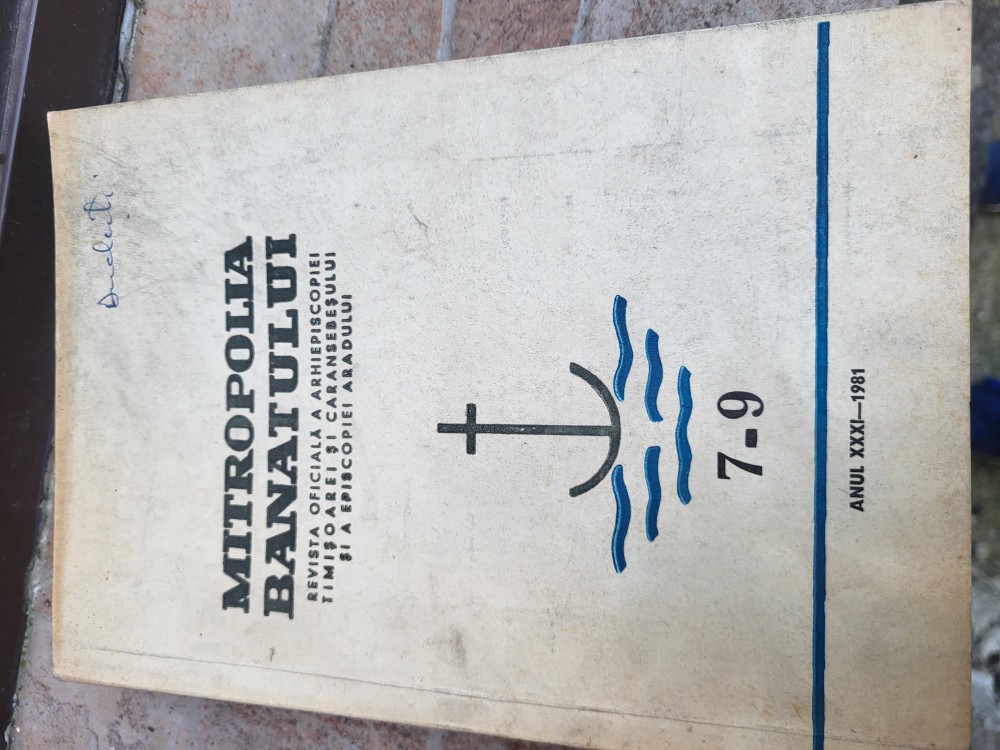 MITROPOLIA
BANATULUI
REVISTA OFICIALĂ A ARHIEPISCOPIEI
TIMIȘOAREI ȘI CARANSEBEȘULUI
ȘI A EPISCOPIEI ARADULUI
7-9
ANUL XXXI—1981